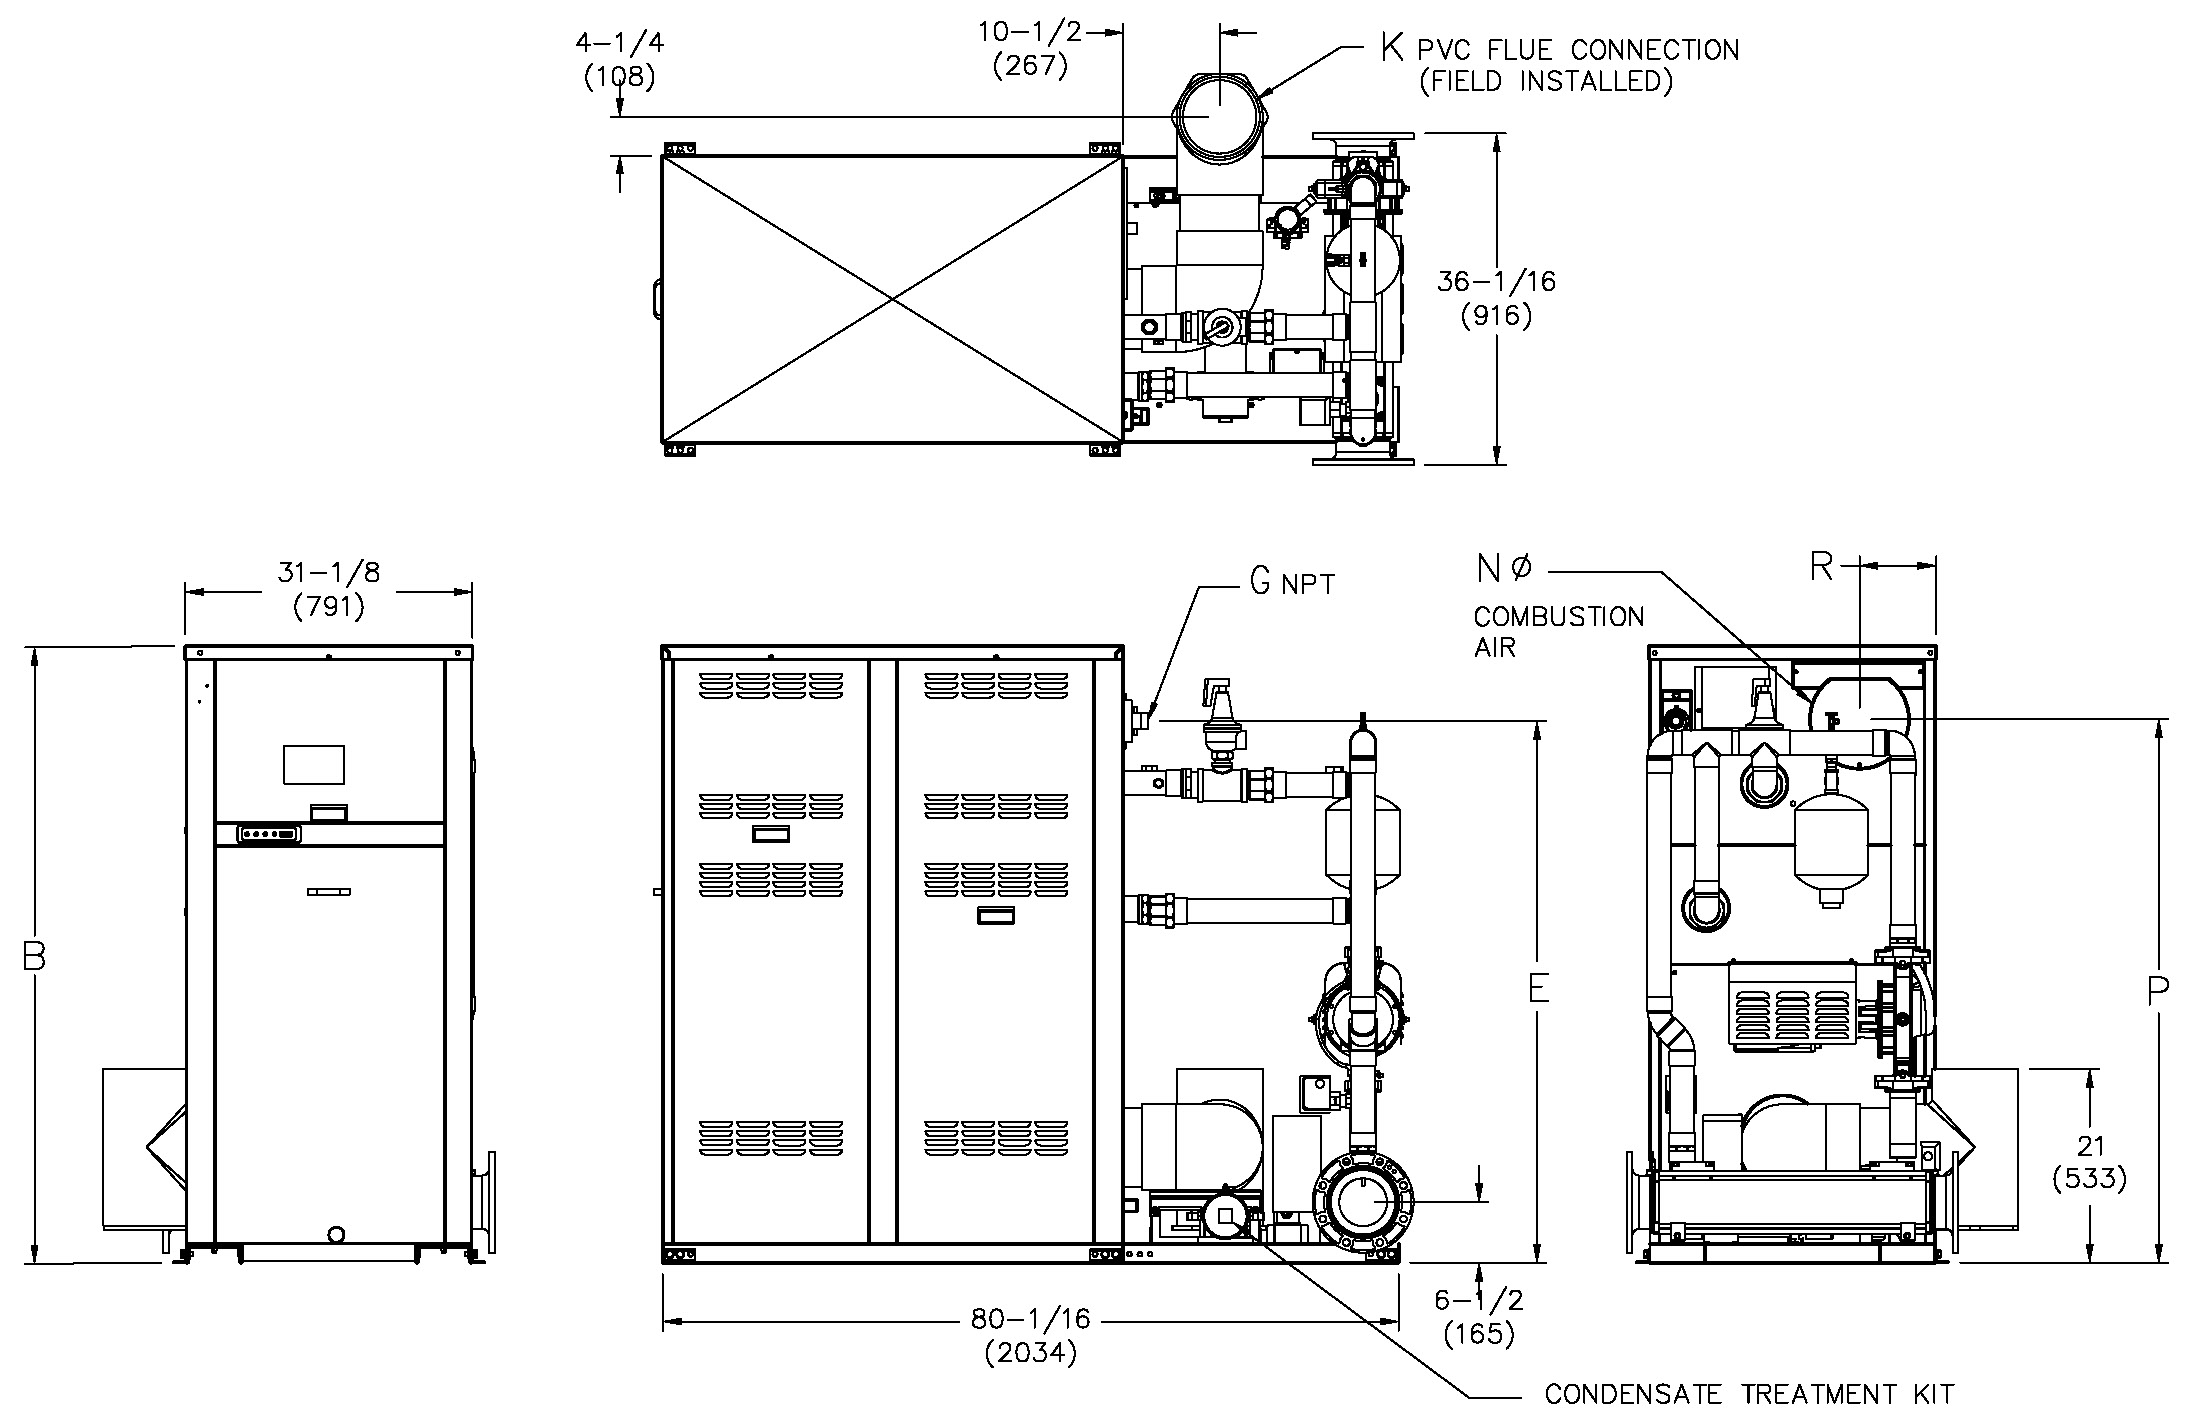 4-1/4
(108)
10-1/2
(267)
K PVC FLUE CONNECTION
(FIELD INSTALLED)
36-1/16
(916)
31-1/8
(791)
G NPT
N Ø
COMBUSTION
AIR
R
B
E
P
21
(533)
6-1/2
(165)
80-1/16
(2034)
CONDENSATE TREATMENT KIT